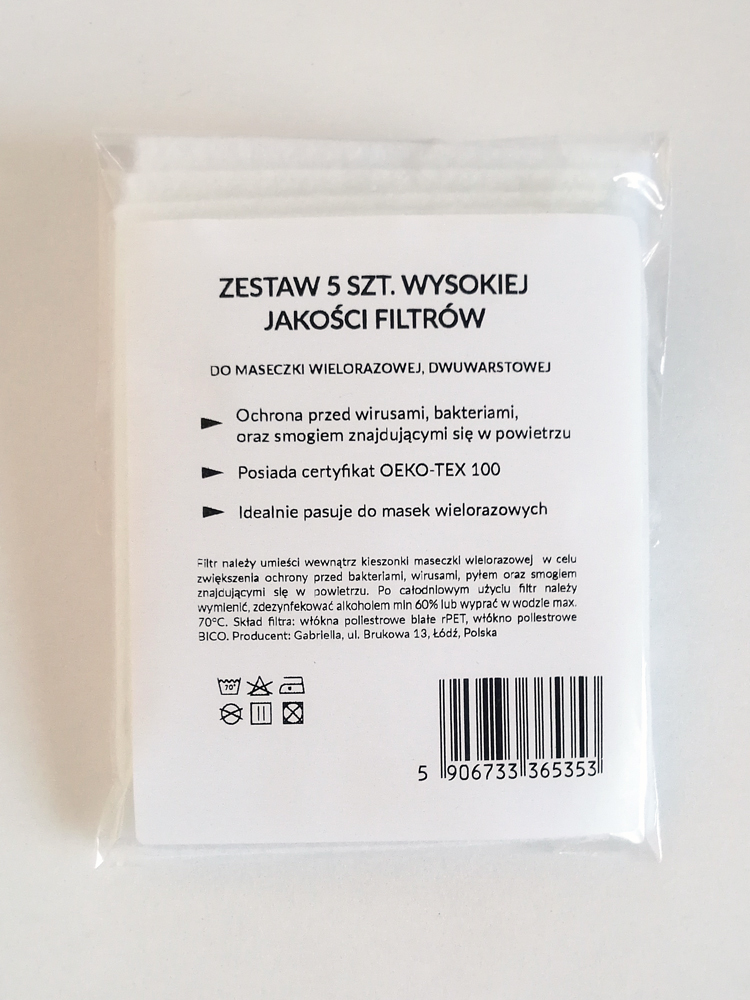 ZESTAW 5 SZT. WYSOKIEJ
JAKOŚCI FILTRÓW
DO MASECZKI WIELORAZOWEJ, DWUWARSTOWEJ
Ochrona przed wirusami, bakteriami,
oraz smogiem znajdującymi się w powietrzu
Posiada certyfikat OEKO-TEX 100
Idealnie pasuje do masek wielorazowych
Filtr należy umieści wewnątrz kieszonki maseczki wielorazowej w celu
zwiększenia ochrony przed bakteriami, wirusami, pyłem oraz smogiem
znajdującymi się w powietrzu. Po całodniowym użyciu filtr należy
wymienić, zdezynfekować alkoholem min 60% lub wyprać w wodzie max.
70°C. Skład filtra: włókna poliestrowe białe rPET, włókno poliestrowe
BICO. Producent: Gabriella, ul. Brukowa 13, Łódź, Polska
70°
5 906733 365353